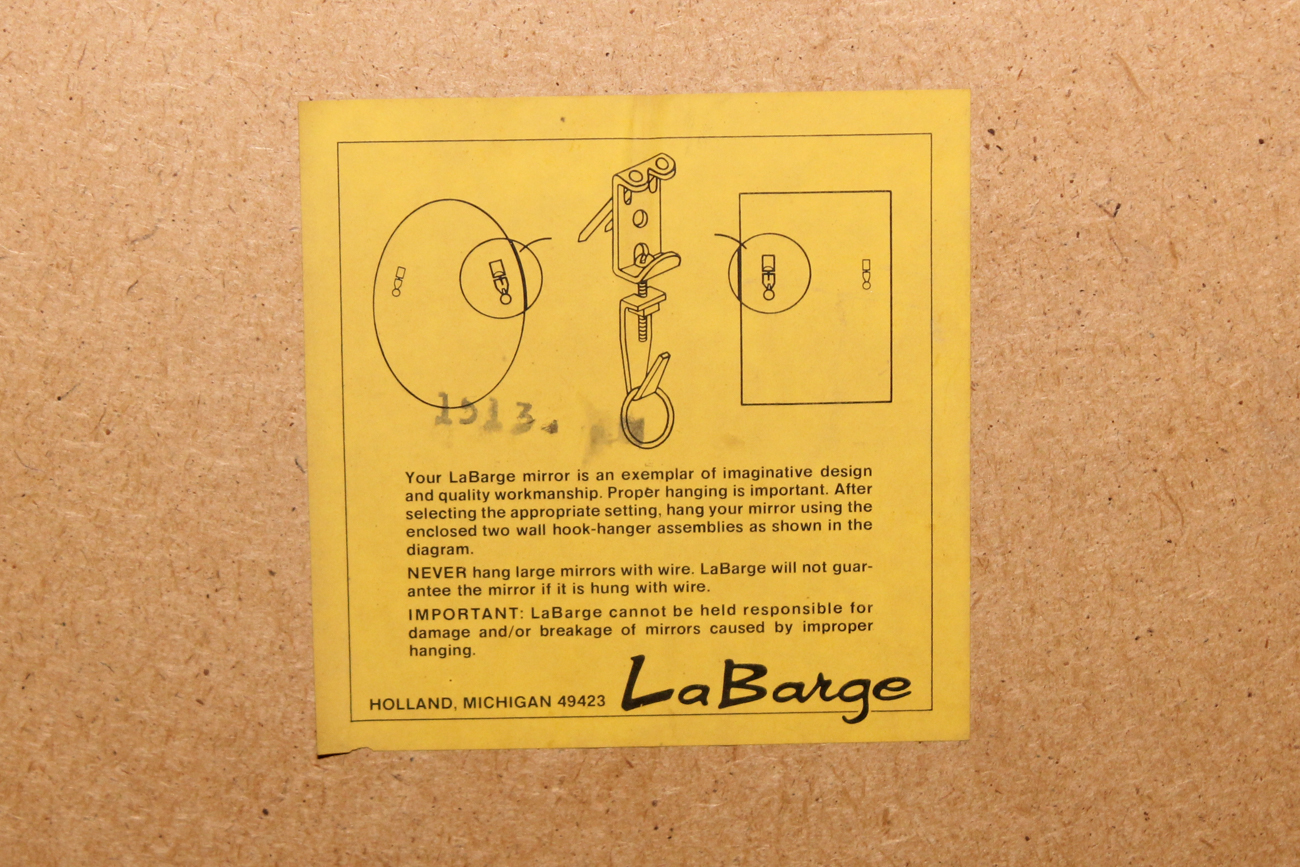 1513.
Your LaBarge mirror is an exemplar of imaginative design
and quality workmanship. Proper hanging is important. After
selecting the appropriate setting, hang your mirror using the
enclosed two wall hook-hanger assemblies as shown in the
diagram.
NEVER hang large mirrors with wire. LaBarge will not guar-
antee the mirror if it is hung with wire.
IMPORTANT: LaBarge cannot be held responsible for
damage and/or breakage of mirrors caused by improper
hanging.
HOLLAND, MICHIGAN 49423 LaBarge